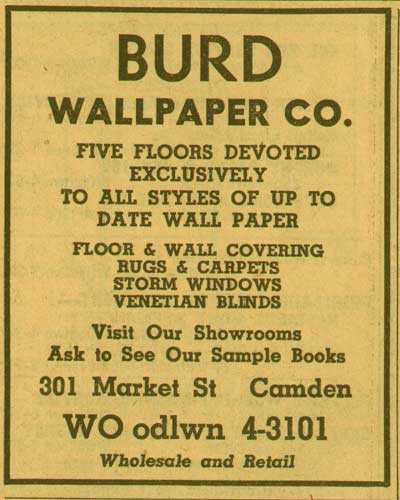 BURD
WALLPAPER CO.
FIVE FLOORS DEVOTED
EXCLUSIVELY
TO ALL STYLES OF UP TO
DATE WALL PAPER
FLOOR & WALL COVERING
RUGS & CARPETS
STORM WINDOWS
VENETIAN BLINDS
Visit Our Showrooms
Ask to See Our Sample Books
301 Market St Camden
WO odlwn 4-3101
Wholesale and Retail